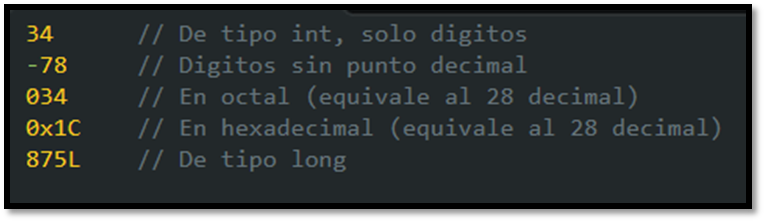 34 // De tipo int, solo digitos
-78 // Digitos sin punto decimal
034 // En octal (equivale al 28 decimal)
0x1C // En hexadecimal (equivale al 28 decimal)
875L // De tipo long